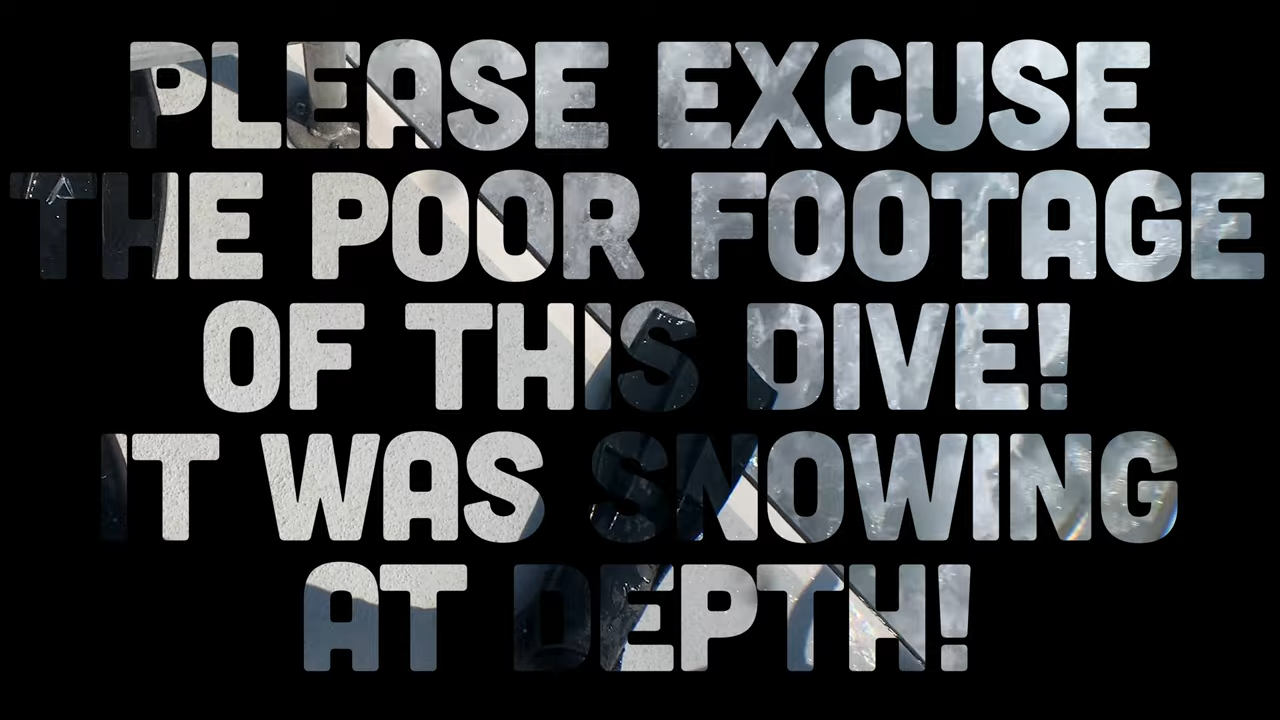 PLEASE EXCUSE
THE POOR FOOTAGE
OF THIS DIVE!
IT WAS SNOWING
AT DEPTH!